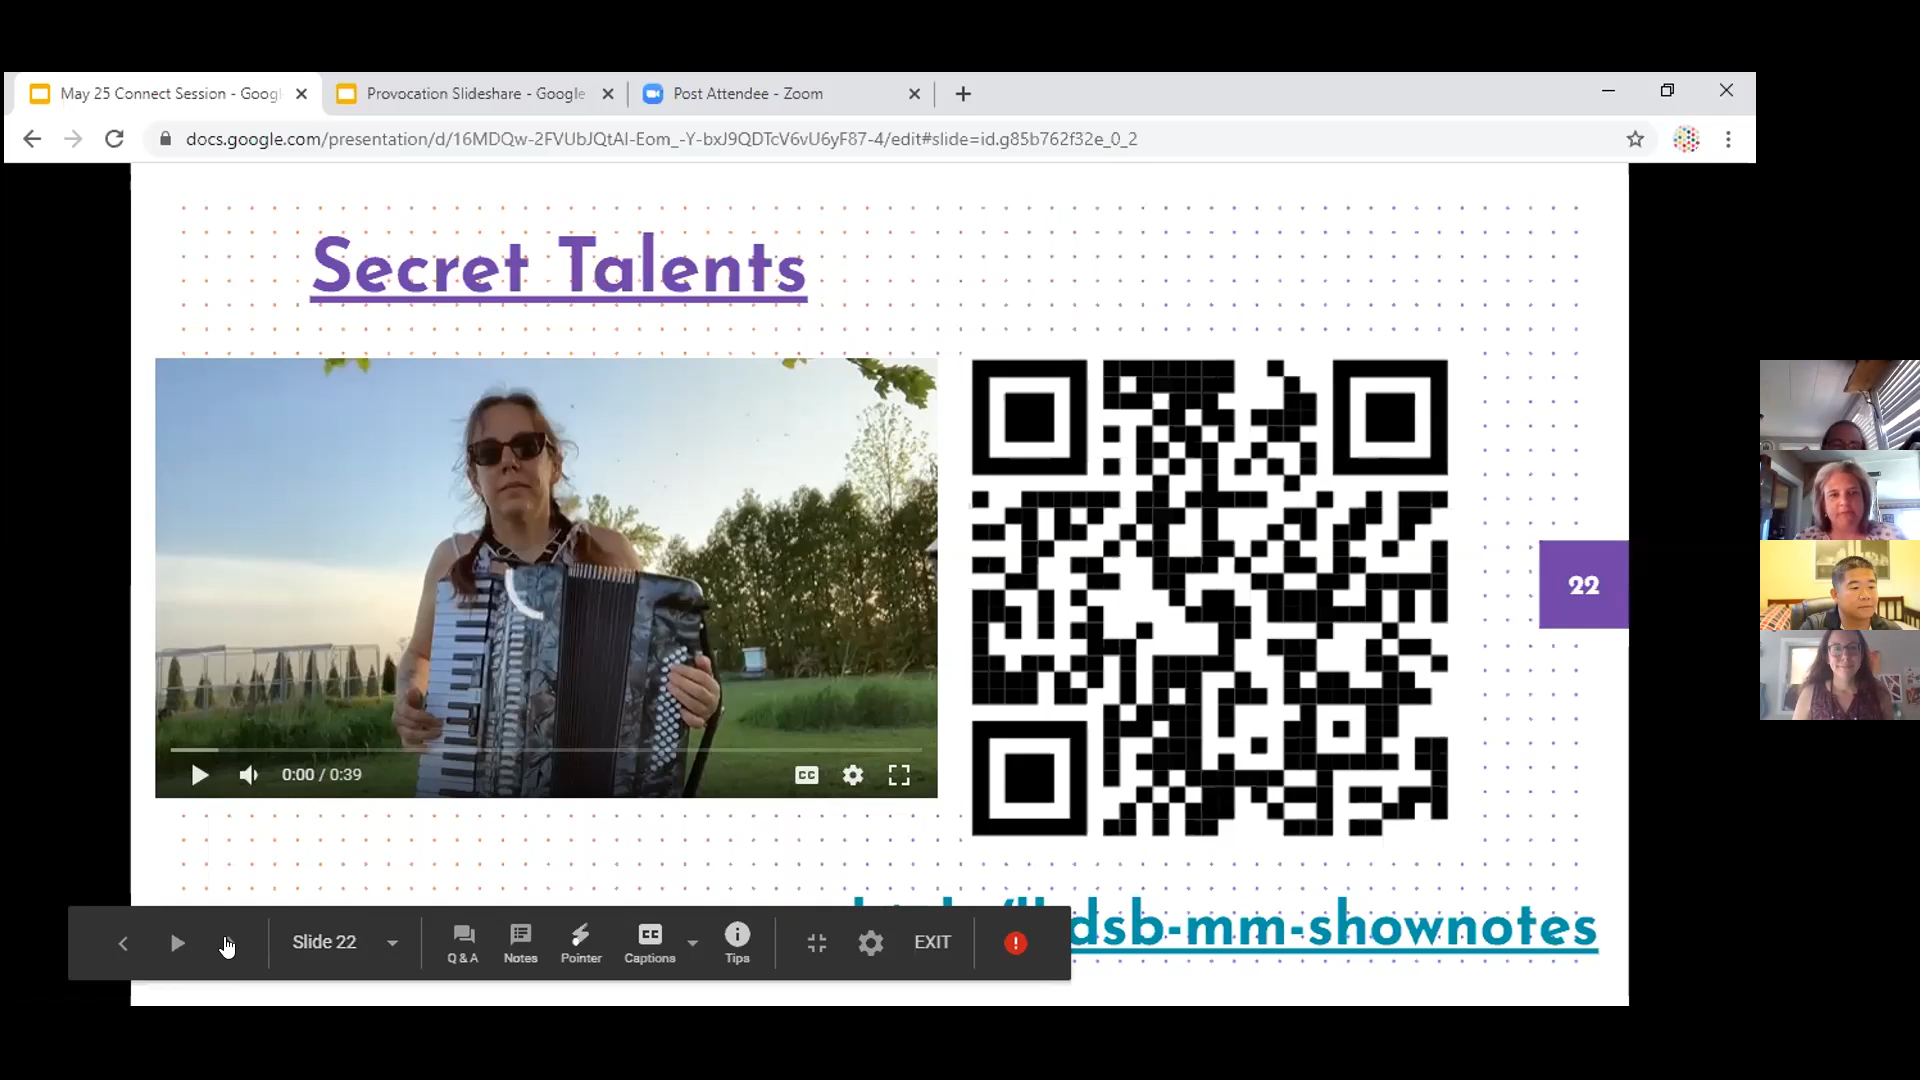 May 25 Connect Session - Googl
Provocation Slideshare - Google
Post Attendee - Zoom
docs.google.com/presentation/d/16MDQw-2FVUbJQtAI-Eom_-Y-bxJ9QDTcV6vU6yF87-4/edit#slide=id.g85b762f32e_0_2
Secret Talents
22
0:00 / 0:39
CC
dsb-mm-shownotes
Slide 22
Q & A
Notes
Pointer
CC
Captions
Tips
EXIT